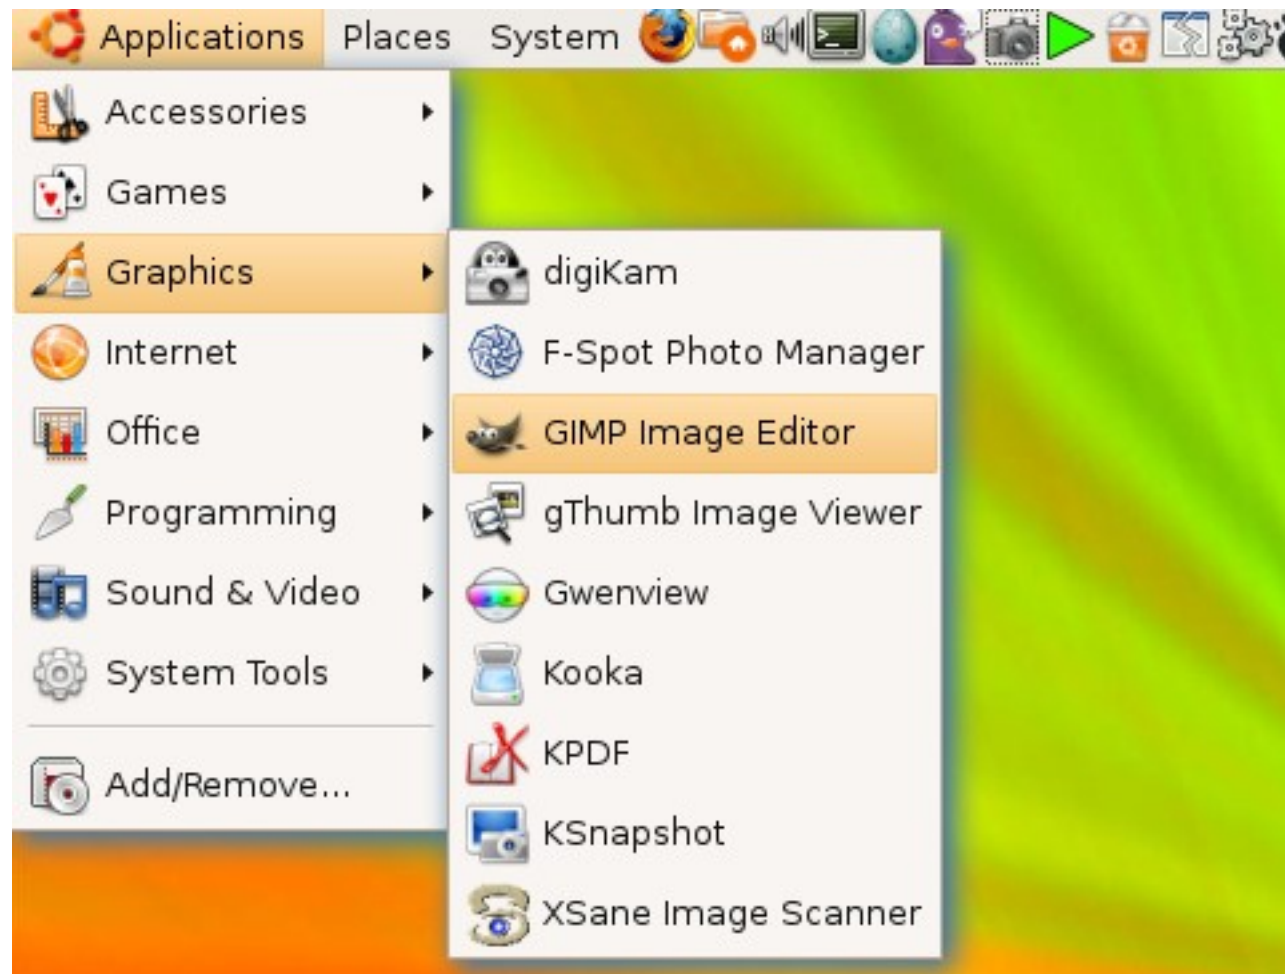 Applications Places System
Accessories
Games
Graphics
Internet
Office
Programming
Sound & Video
System Tools
Add/Remove...
digiKam
F-Spot Photo Manager
GIMP Image Editor
gThumb Image Viewer
Gwenview
Kooka
KPDF
KSnapshot
XSane Image Scanner